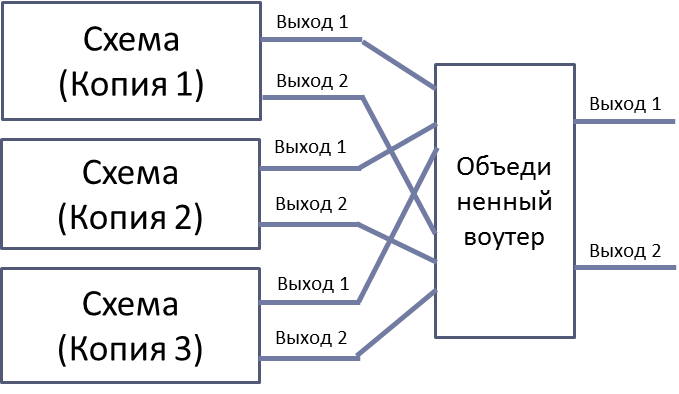 Схема
(Копия 1)
Выход 1
Выход 2
Схема
(Копия 2)
Выход 1
Выход 2
Схема
(Копия 3)
Выход 1
Выход 2
Объеди
ненный
воутер
Выход 1
Выход 2